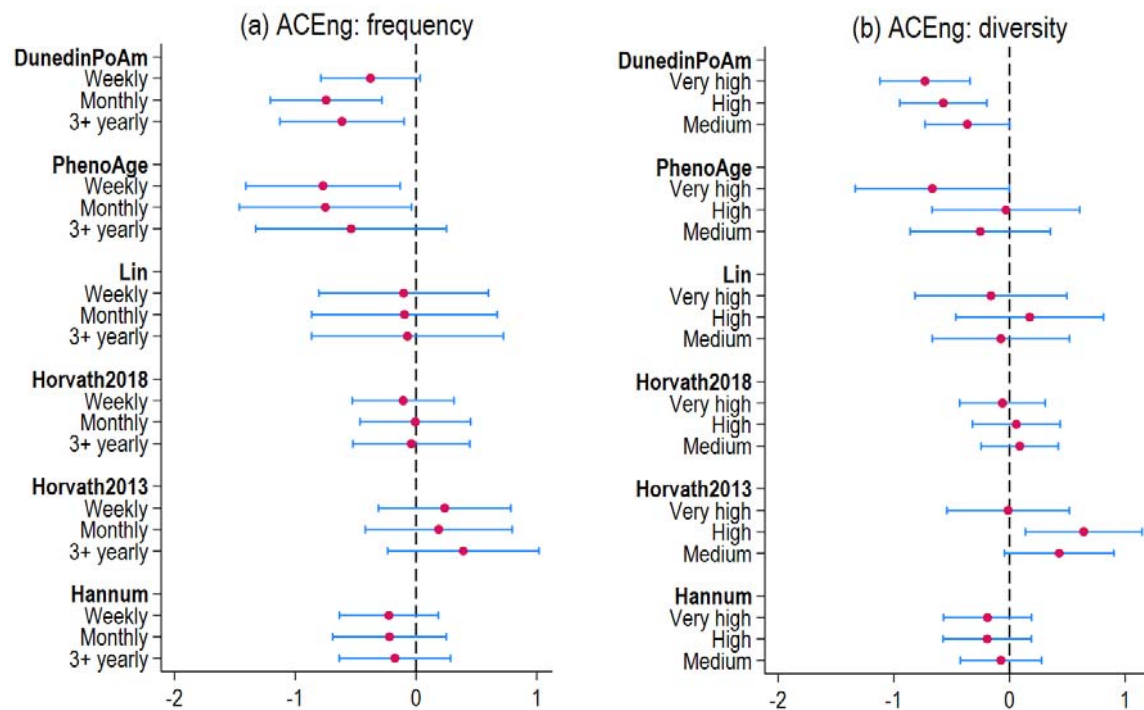 (a) ACEng: frequency
DunedinPoAm
Weekly
Monthly
3+ yearly
PhenoAge
Weekly
Monthly
3+ yearly
Lin
Weekly
Monthly
3+ yearly
Horvath2018
Weekly
Monthly
3+ yearly
Horvath2013
Weekly
Monthly
3+ yearly
Hannum
Weekly
Monthly
3+ yearly
-2 -1 0 1
(b) ACEng: diversity
DunedinPoAm
Very high
High
Medium
PhenoAge
Very high
High
Medium
Lin
Very high
High
Medium
Horvath2018
Very high
High
Medium
Horvath2013
Very high
High
Medium
Hannum
Very high
High
Medium
-2 -1 0 1